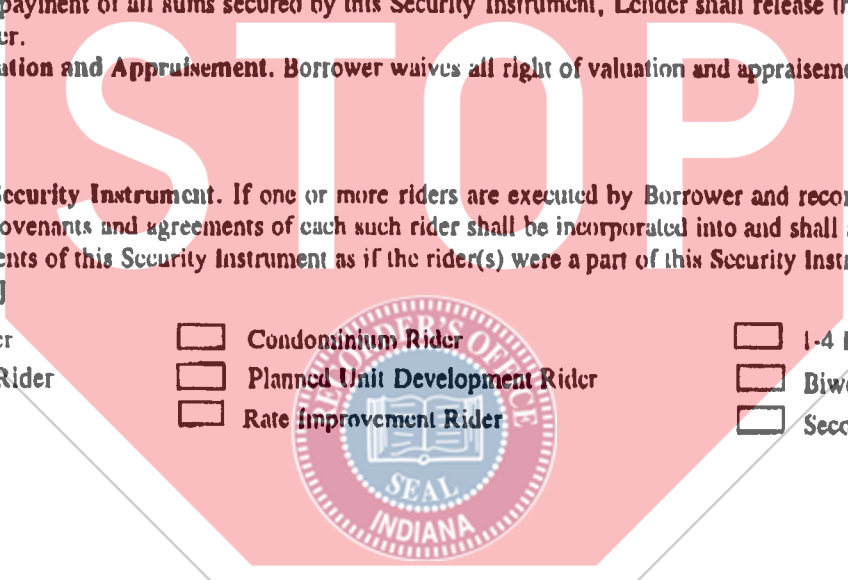 payment of all sums secured by this Security Instrument, Lender shall release
er.
ation and Appraisement. Borrower waives all right of valuation and appraiseme
STOP
Security Instrument. If one or more riders are executed by Borrower and recor
ovenants and agreements of each such rider shall be incorporated into and shall
ents of this Security Instrument as if the rider(s) were a part of this Security Instr
]
er Condominium Rider 1-4
Rider Planned Unit Development Rider Biwe
Rate Improvement Rider Seco
RECORDER'S OFFICE
SEAL
INDIANA